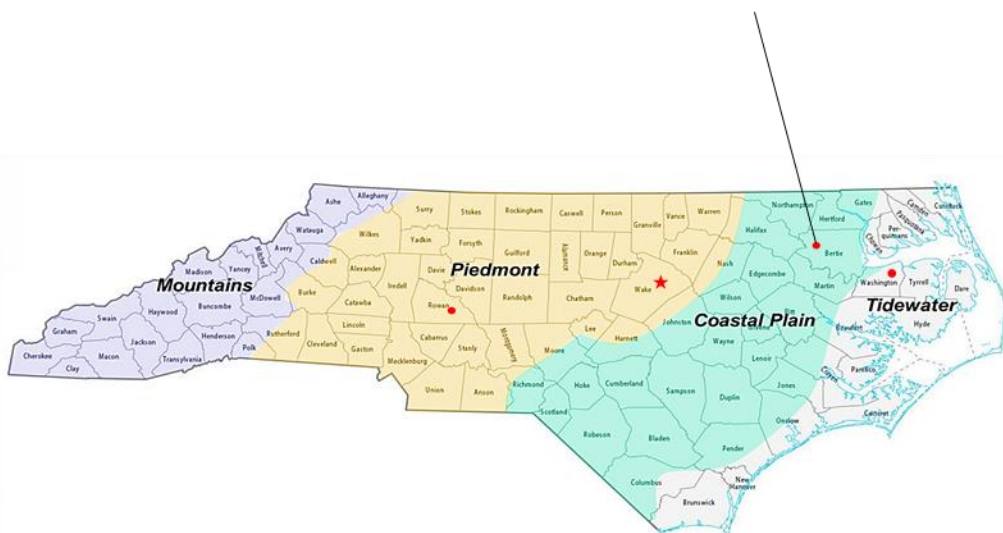 Alleghany
Ashe
Surry
Stokes
Rockingham
Caswell
Person
Granville
Vance
Warren
Northampton
Gates
Camden
Currituck
Pasquotank
Per-
quimans
Chowan
Hertford
Halifax
Bertie
Watauga
Wilkes
Yadkin
Forsyth
Guilford
Alamance
Orange
Durham
Franklin
Nash
Edgecombe
Martin
Washington
Tyrrell
Dare
Avery
Mitchell
Caldwell
Alexander
Davie
Iredell
Davidson
Piedmont
Madison
Yancey
Mountains
Buncombe
McDowell
Burke
Catawba
Rowan
Randolph
Chatham
Wake
Wilson
Tidewater
Hyde
Beaufort
Coastal Plain
Johnston
Greene
Wayne
Lenoir
Swain
Haywood
Graham
Jackson
Henderson
Rutherford
Polk
Cleveland
Lincoln
Gaston
Cabarrus
Stanly
Montgomery
Moore
Lee
Harnett
Cherokee
Macon
Clay
Transylvania
Mecklenburg
Union
Anson
Richmond
Hoke
Cumberland
Sampson
Duplin
Jones
Craven
Pamlico
Carteret
Onslow
Scotland
Robeson
Bladen
Pender
Columbus
Brunswick
New
Hanover